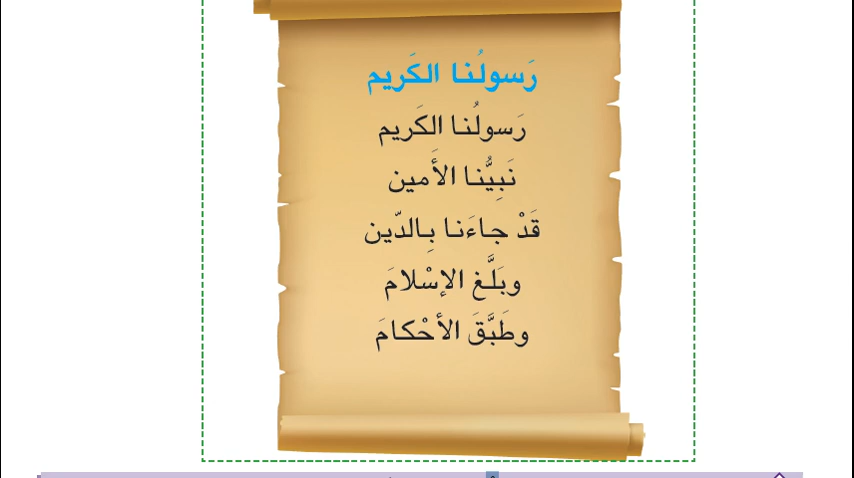 رَسولُنا الكَريم
رَسولُنا الكَريم
نَبِيُّنا الأَمين
قَدْ جاءَنا بِالدّين
وبَلَّغ الإسْلامَ
وطَبَّقَ الأحْكامَ